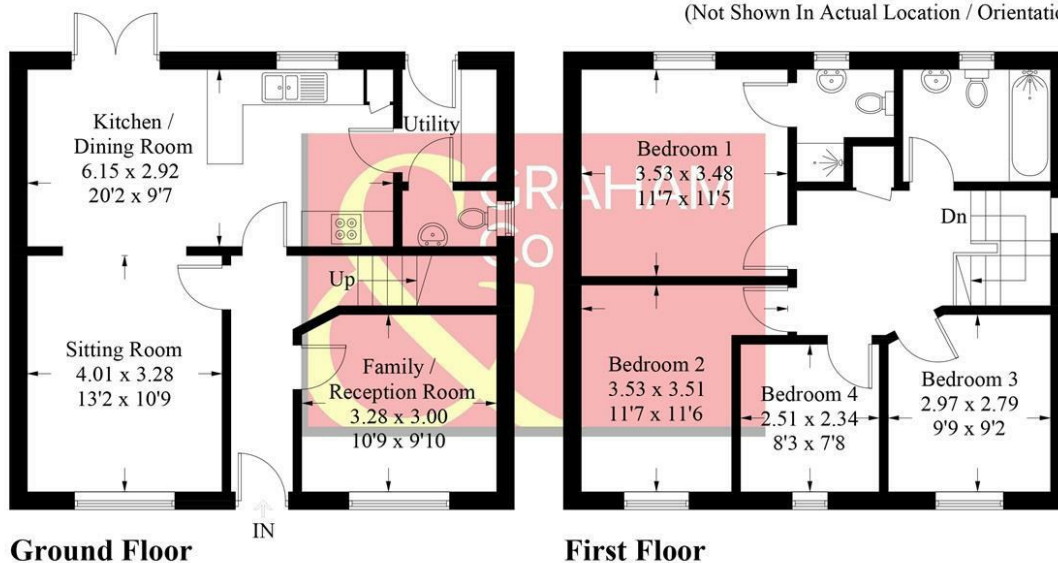 (Not Shown In Actual Location / Orientatio
Kitchen /
Dining Room
6.15 x 2.92
20'2 x 9'7
Utility
GRAHAM
Co
&
Up
Sitting Room
4.01 x 3.28
13'2 x 10'9
Family /
Reception Room
3.28 x 3.00
10'9 x 9'10
IN
Ground Floor
Bedroom 1
3.53 x 3.48
11'7 x 11'5
Dn
Bedroom 2
3.53 x 3.51
11'7 x 11'6
Bedroom 4
2.51 x 2.34
8'3 x 7'8
Bedroom 3
2.97 x 2.79
9'9 x 9'2
First Floor